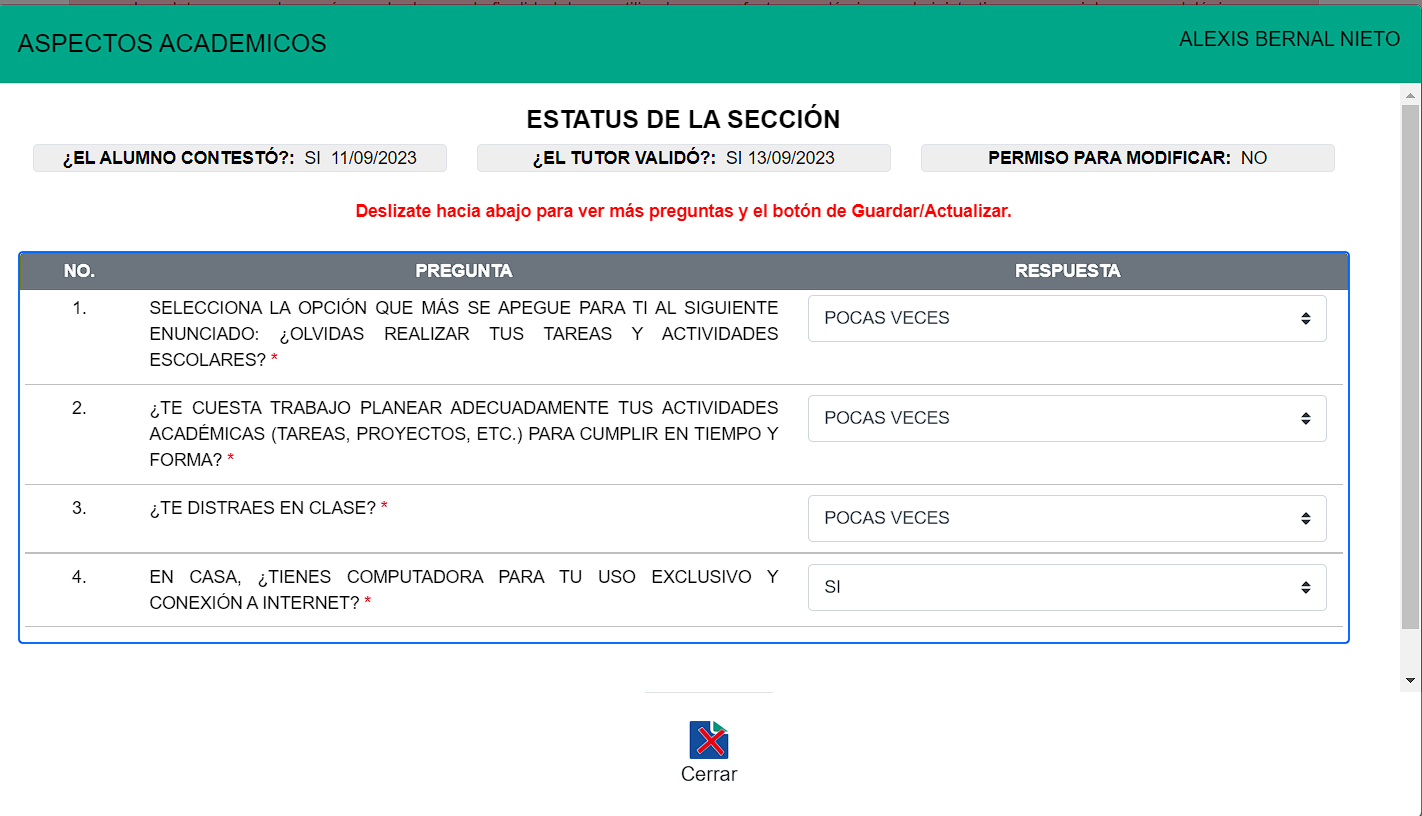 ASPECTOS ACADEMICOS
ALEXIS BERNAL NIETO
ESTATUS DE LA SECCIÓN
¿EL ALUMNO CONTESTÓ?: SI 11/09/2023
¿EL TUTOR VALIDÓ?: SI 13/09/2023
PERMISO PARA MODIFICAR: NO
Deslizate hacia abajo para ver más preguntas y el botón de Guardar/Actualizar.
NO. PREGUNTA RESPUESTA
1. SELECCIONA LA OPCIÓN QUE MÁS SE APEGUE PARA TI AL SIGUIENTE
ENUNCIADO: ¿OLVIDAS REALIZAR TUS TAREAS Y ACTIVIDADES
ESCOLARES? *
POCAS VECES
2. ¿TE CUESTA TRABAJO PLANEAR ADECUADAMENTE TUS ACTIVIDADES
ACADÉMICAS (TAREAS, PROYECTOS, ETC.) PARA CUMPLIR EN TIEMPO Y
FORMA? *
POCAS VECES
3. ¿TE DISTRAES EN CLASE? *
POCAS VECES
4. EN CASA, ¿TIENES COMPUTADORA PARA TU USO EXCLUSIVO Y
CONEXIÓN A INTERNET? *
SI
Cerrar